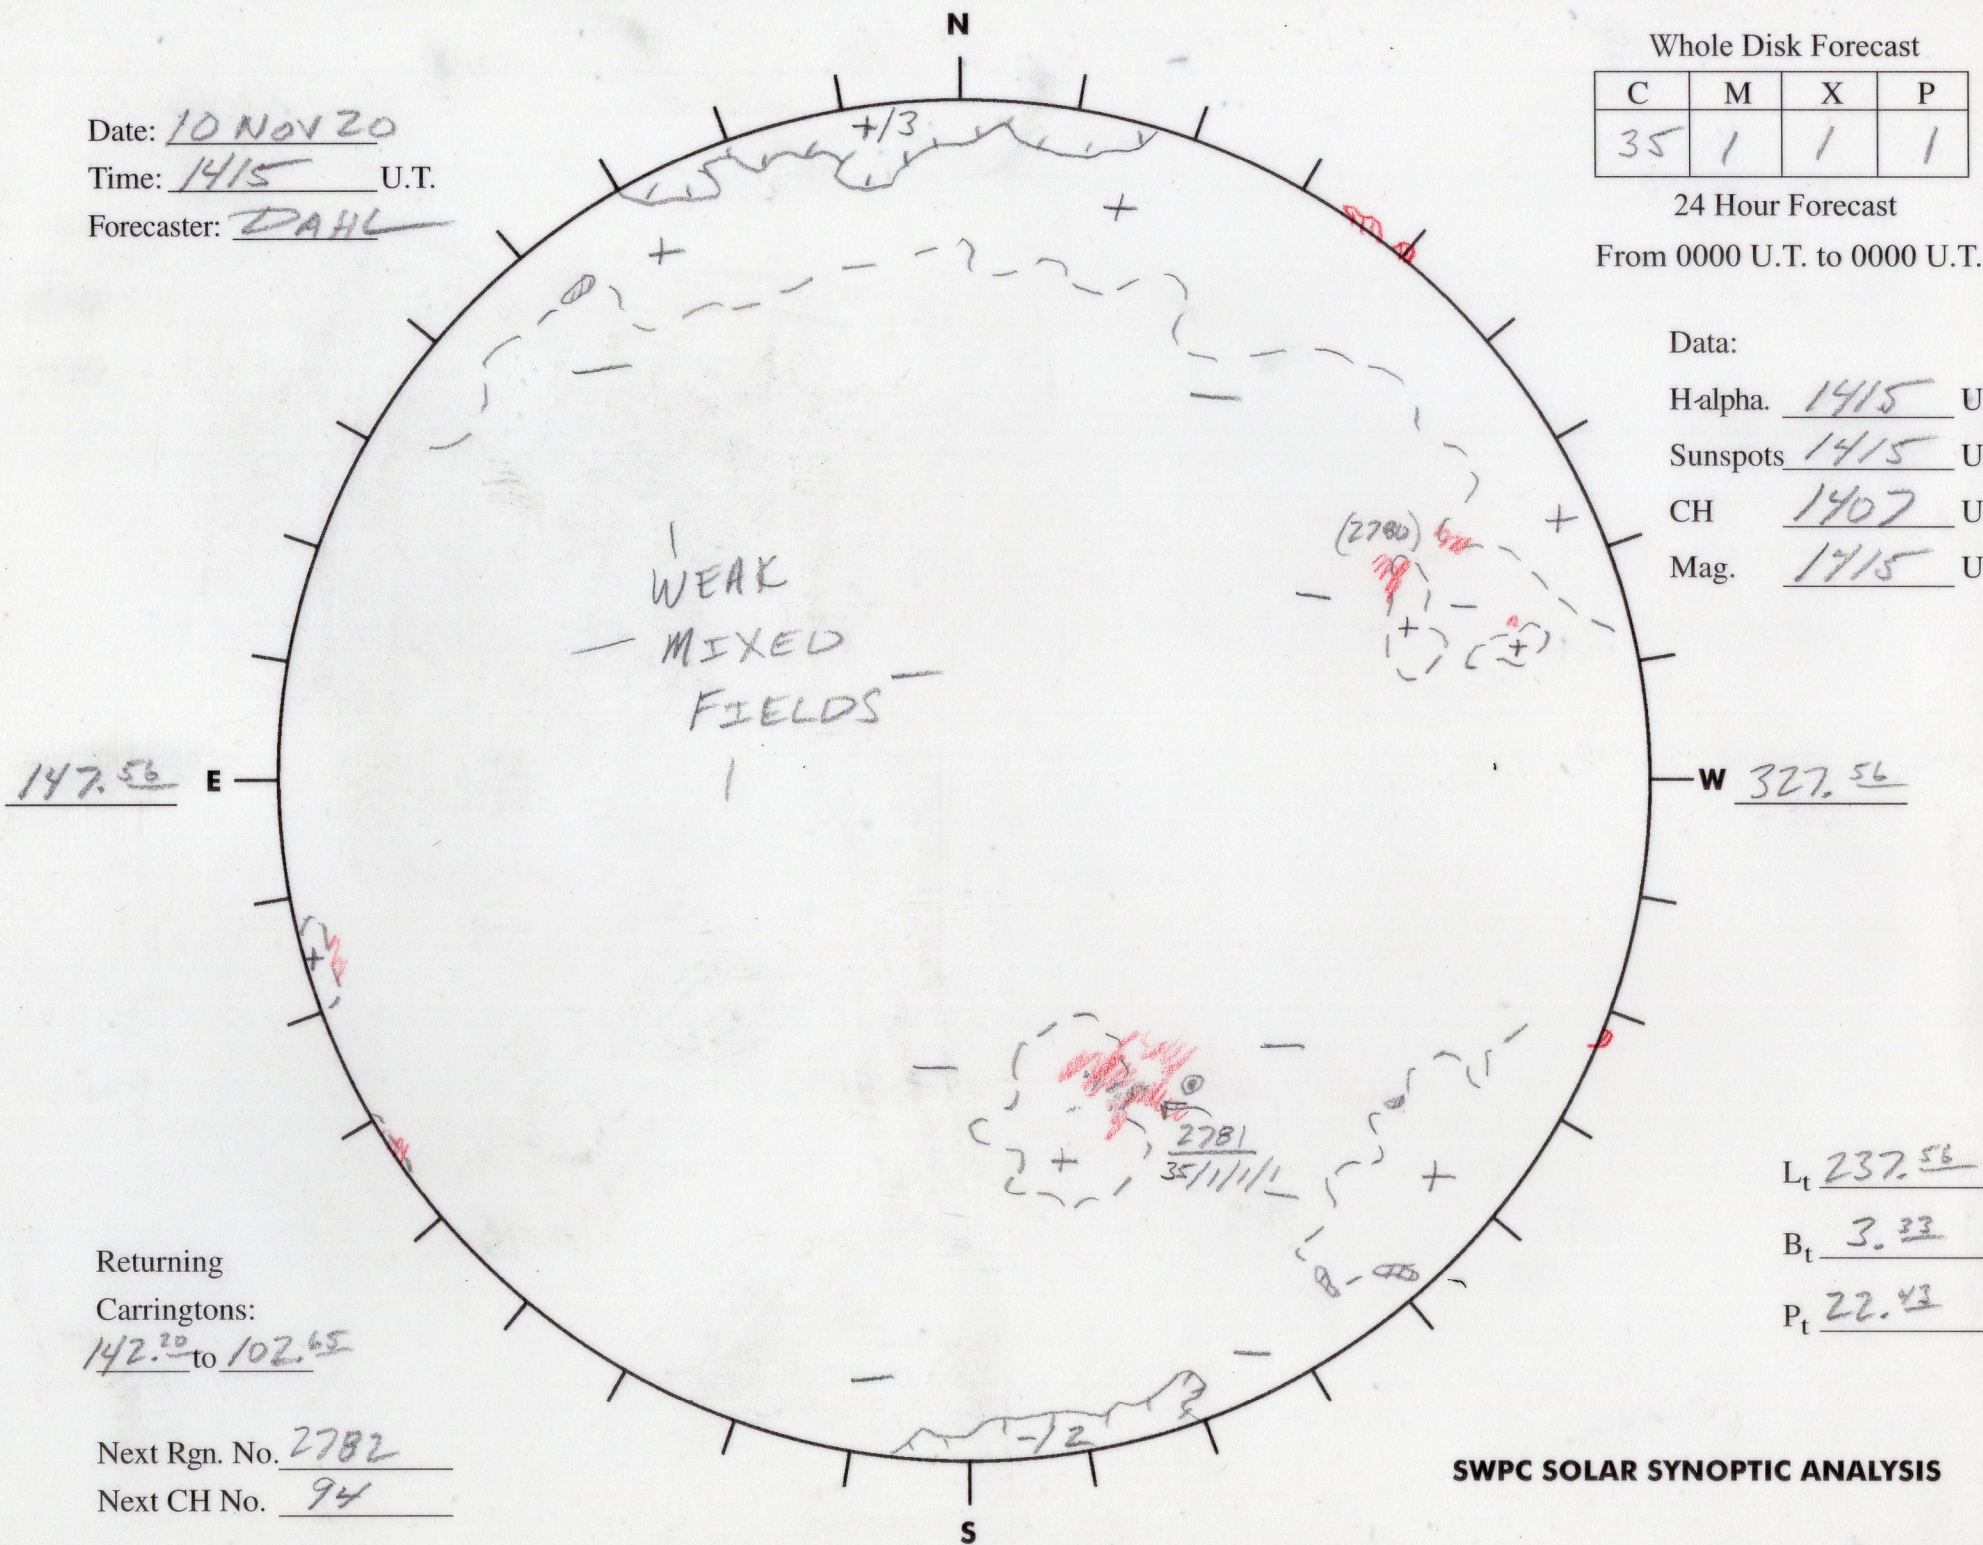 N
Whole Disk Forecast
C M X P
35 1 1 1
24 Hour Forecast
From 0000 U.T. to 0000 U.T.
Date: 10 NOV 20
Time: 1415 U.T.
Forecaster: DAHL
+/3
+
+
Data:
H-alpha. 1415 U
Sunspots 1415 U
CH 1407 U
Mag. 1415 U
(2780)
+
WEAK
MIXED
FIELDS
+
+
147.56 E
W 327.56
+
2781
35/1/1/1
+
+
Lt 237.56
Bt 3.33
Pt 22.43
Returning
Carringtons:
142.20 to 102.65
-/2
Next Rgn. No. 2782
Next CH No. 94
SWPC SOLAR SYNOPTIC ANALYSIS
S